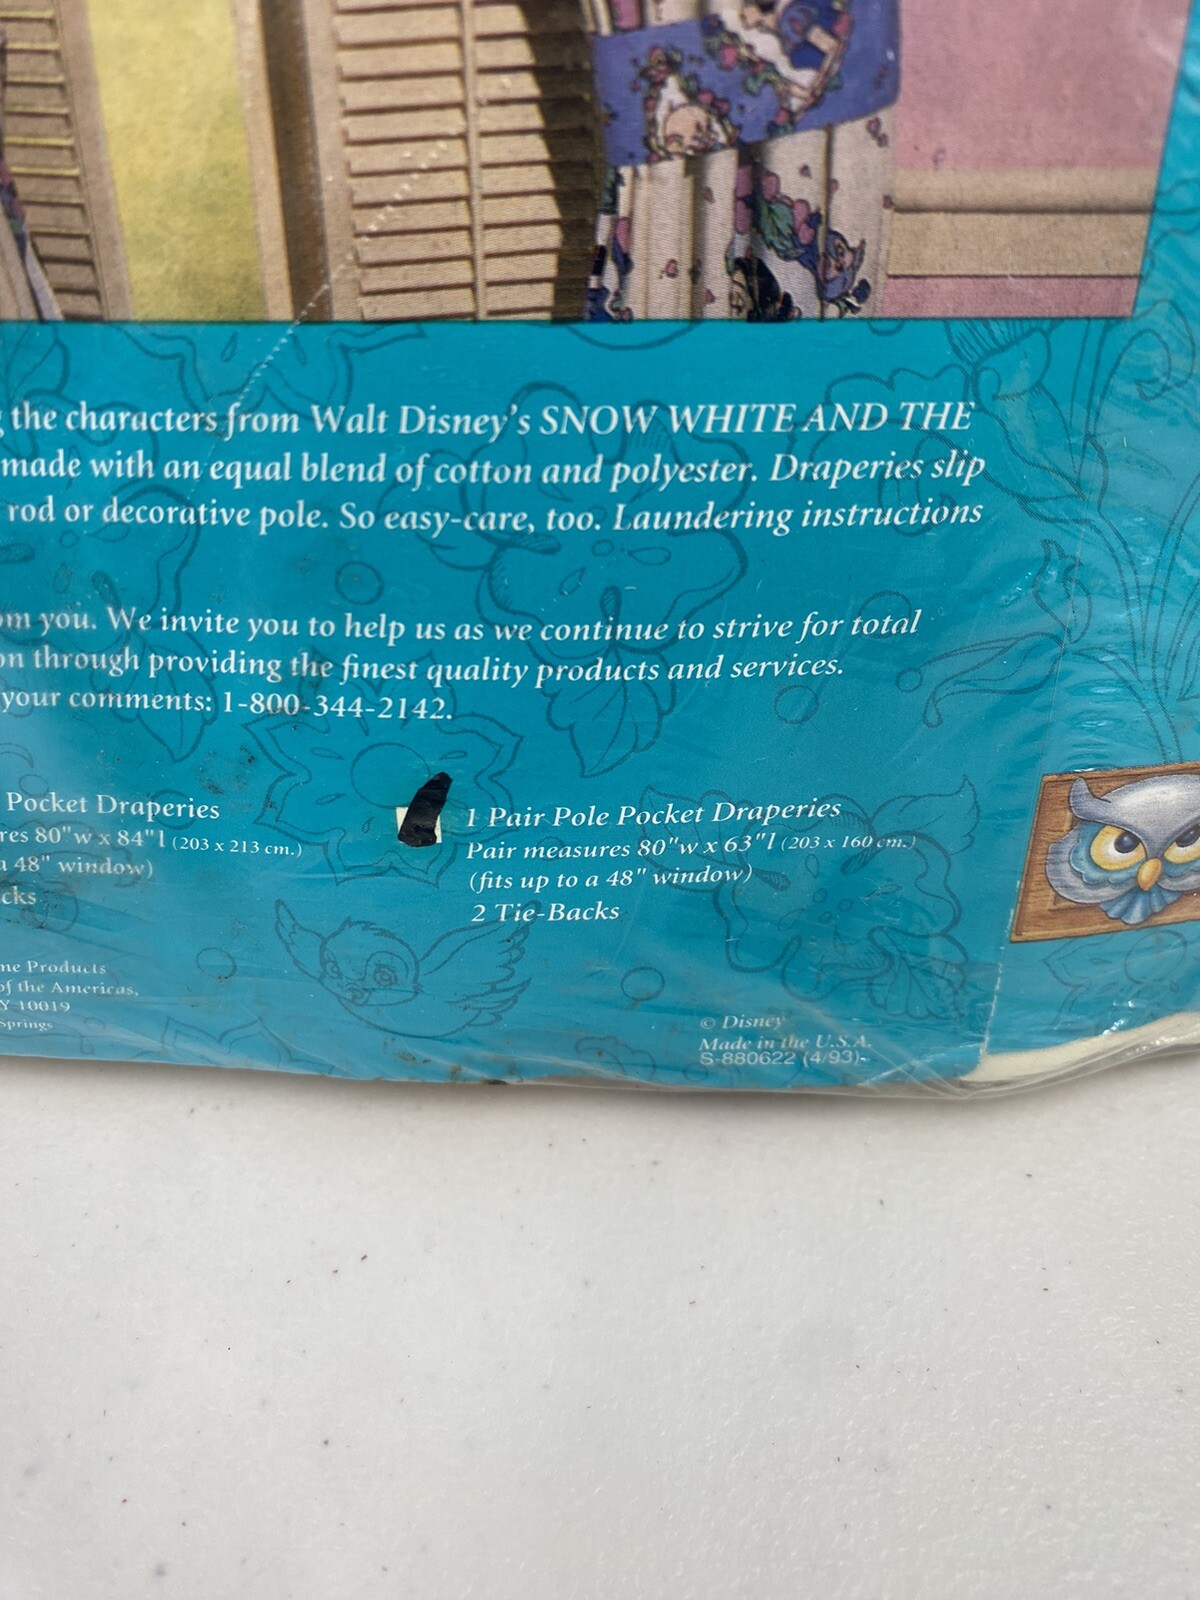 the characters from Walt Disney's SNOW WHITE AND THE
made with an equal blend of cotton and polyester. Draperies slip
rod or decorative pole. So easy-care, too. Laundering instructions
om you. We invite you to help us as we continue to strive for total
on through providing the finest quality products and services.
your comments: 1-800-344-2142.
Pocket Draperies
res 80"w x 84"l (203 x 213 cm.)
a 48" window)
cks
1 Pair Pole Pocket Draperies
Pair measures 80"w x 63"l (203 x 160 cm.)
(fits up to a 48" window)
2 Tie-Backs
me Products
of the Americas,
Y 10019
Springs
© Disney
Made in the U.S.A.
S-880622 (4/93)